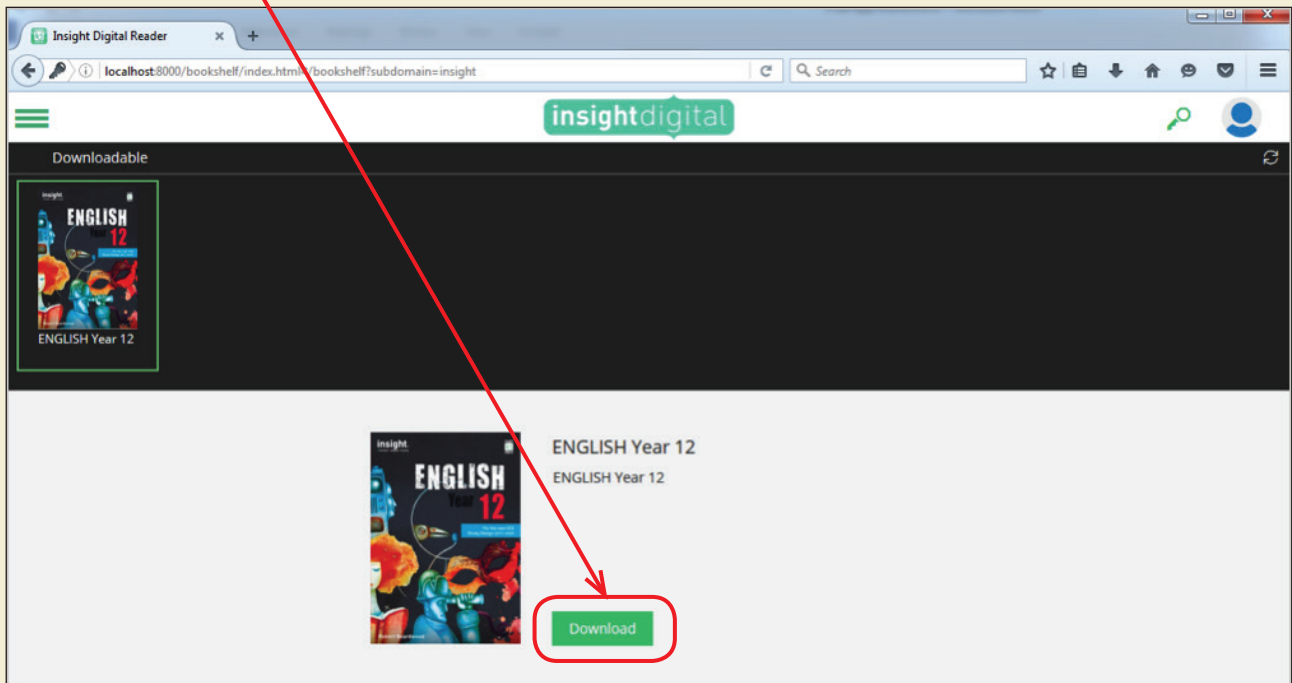 Insight Digital Reader
localhost:8000/bookshelf/index.html#/bookshelf?subdomain=insight
Search
insightdigital
Downloadable
insight
ENGLISH
Year 12
ENGLISH Year 12
insight
ENGLISH
Year 12
ENGLISH Year 12
ENGLISH Year 12
Download